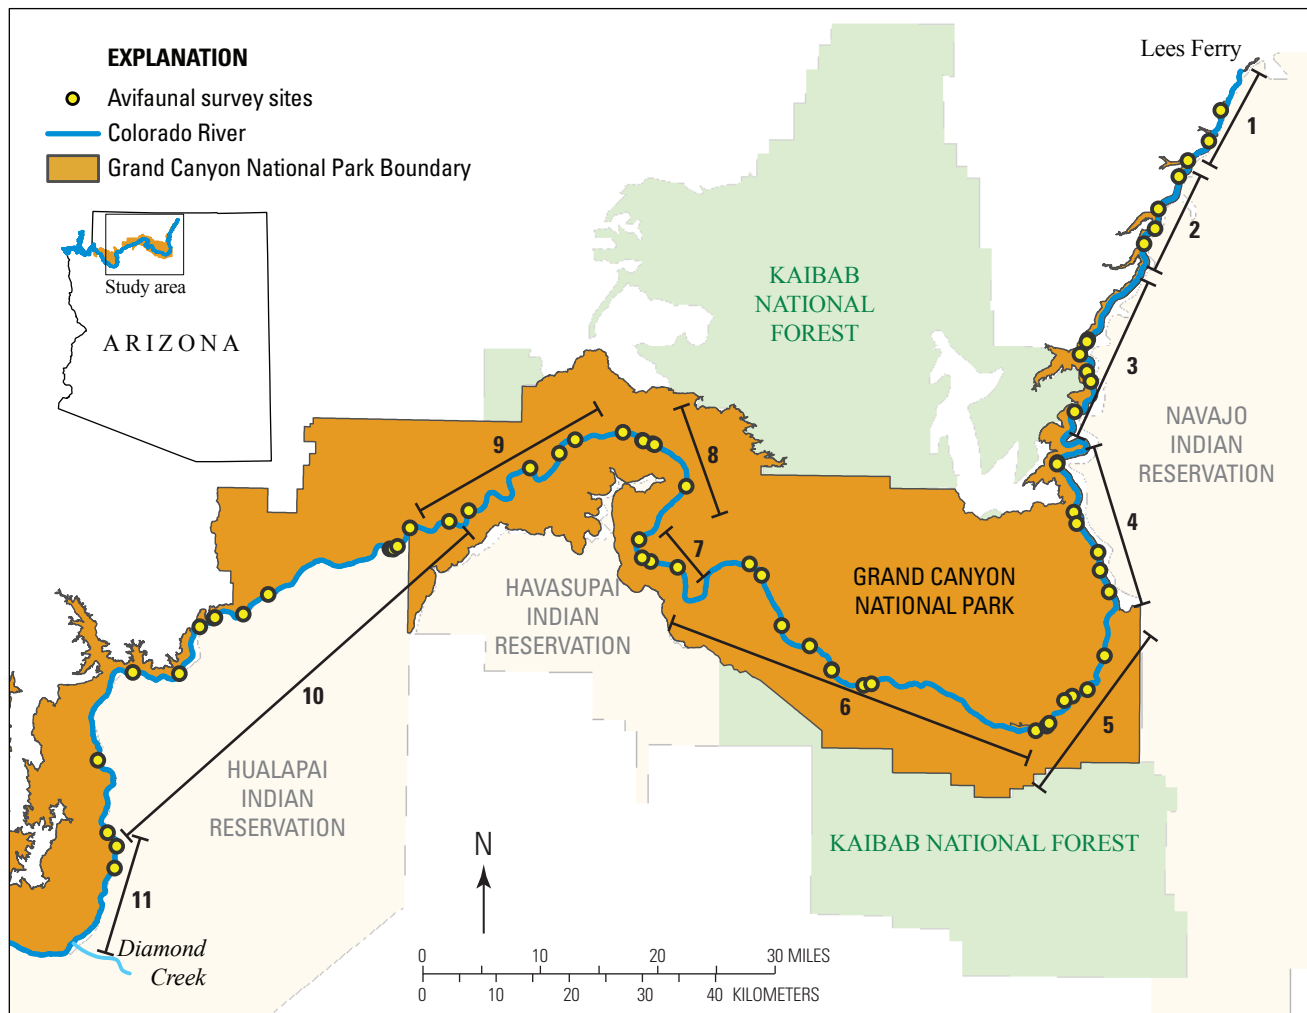 EXPLANATION
Avifaunal survey sites
Colorado River
Grand Canyon National Park Boundary
Study area
ARIZONA
Lees Ferry
1
2
3
4
5
6
7
8
9
10
11
KAIBAB
NATIONAL
FOREST
NAVAJO
INDIAN
RESERVATION
GRAND CANYON
NATIONAL PARK
HAVASUPAI
INDIAN
RESERVATION
HUALAPAI
INDIAN
RESERVATION
KAIBAB NATIONAL FOREST
Diamond
Creek
N
0 10 20 30 MILES
0 10 20 30 40 KILOMETERS